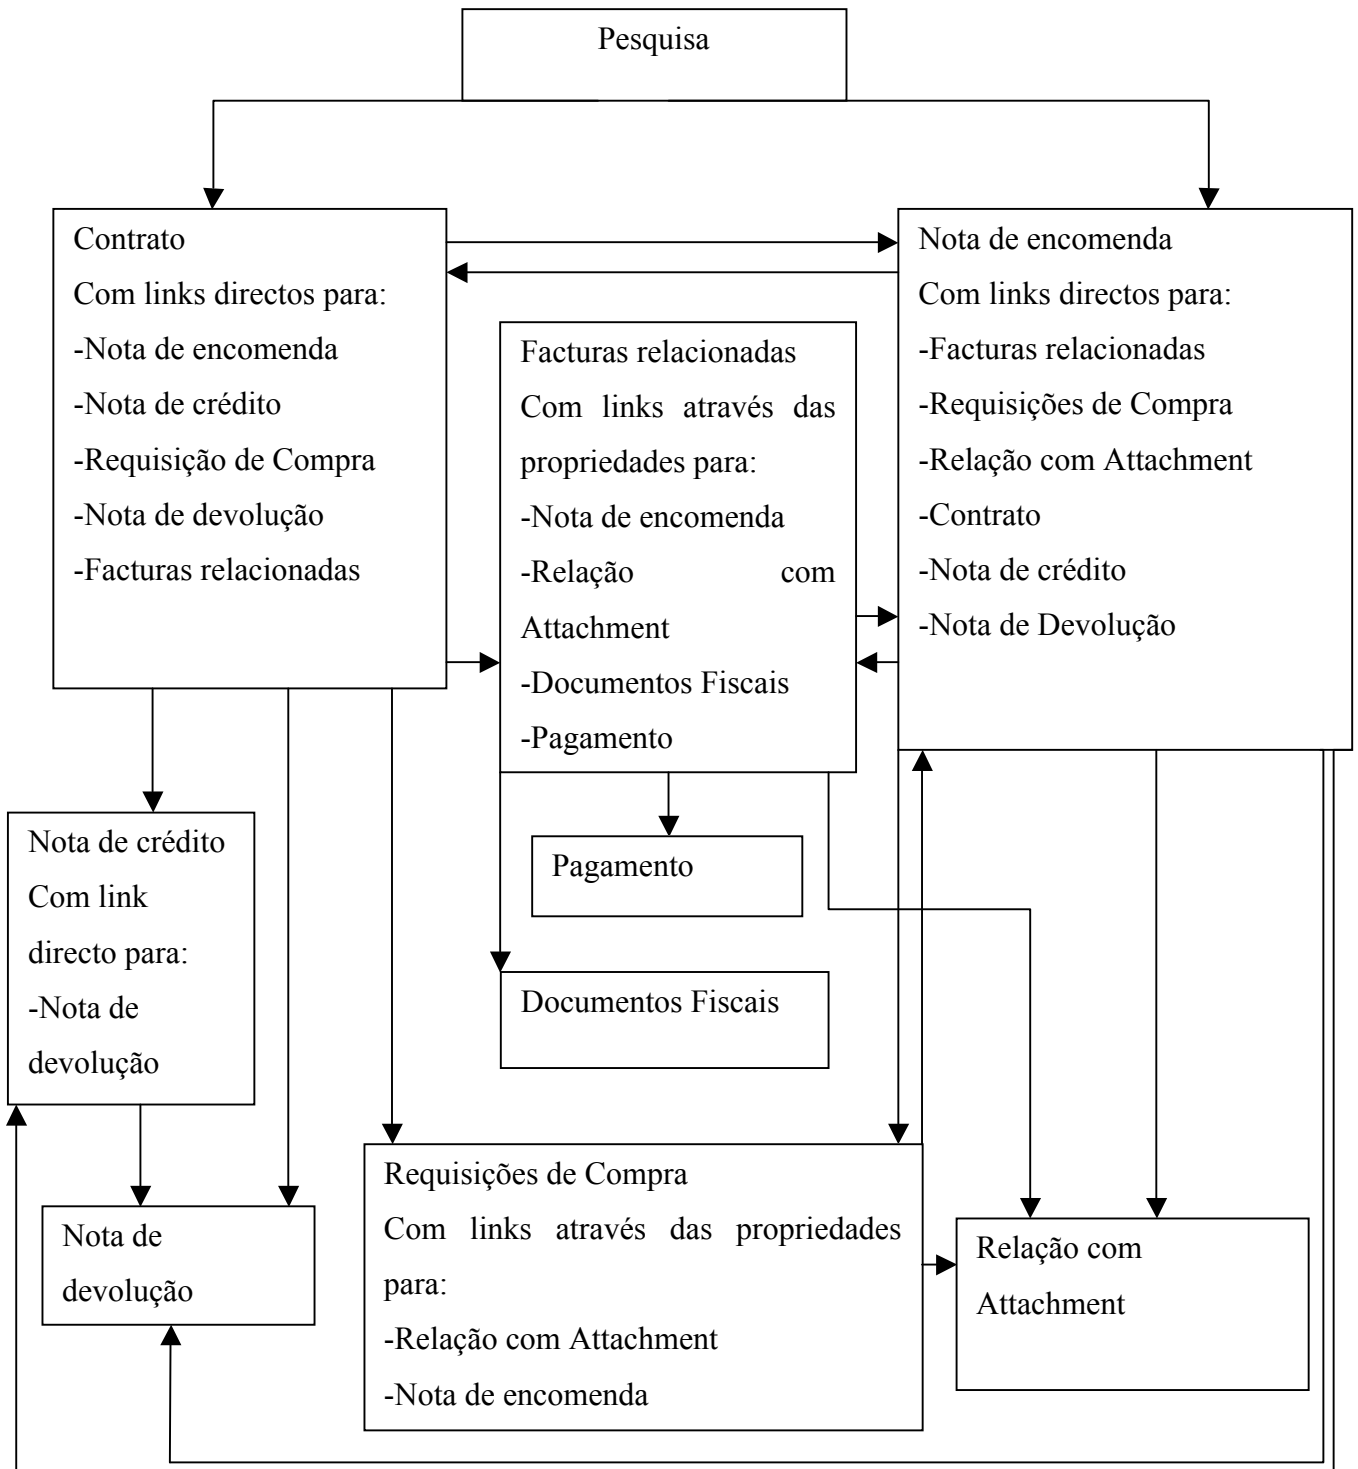 Pesquisa
Contrato
Com links directos para:
-Nota de encomenda
-Nota de crédito
-Requisição de Compra
-Nota de devolução
-Facturas relacionadas
Facturas relacionadas
Com links através das
propriedades para:
-Nota de encomenda
-Relação com
Attachment
-Documentos Fiscais
-Pagamento
Nota de encomenda
Com links directos para:
-Facturas relacionadas
-Requisições de Compra
-Relação com Attachment
-Contrato
-Nota de crédito
-Nota de Devolução
Nota de crédito
Com link
directo para:
-Nota de
devolução
Pagamento
Documentos Fiscais
Nota de
devolução
Requisições de Compra
Com links através das propriedades
para:
-Relação com Attachment
-Nota de encomenda
Relação com
Attachment